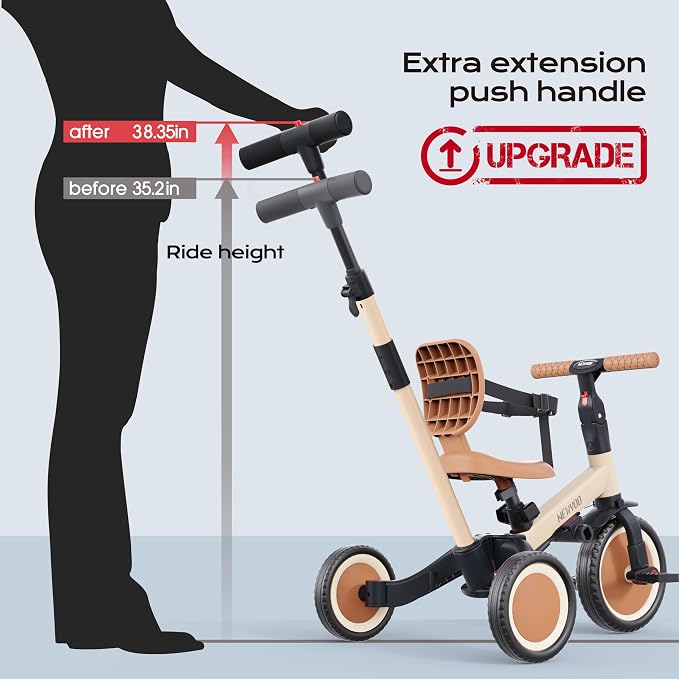 Extra extension
push handle
UPGRADE
after 38.35in
before 35.2in
Ride height
NEWYOO